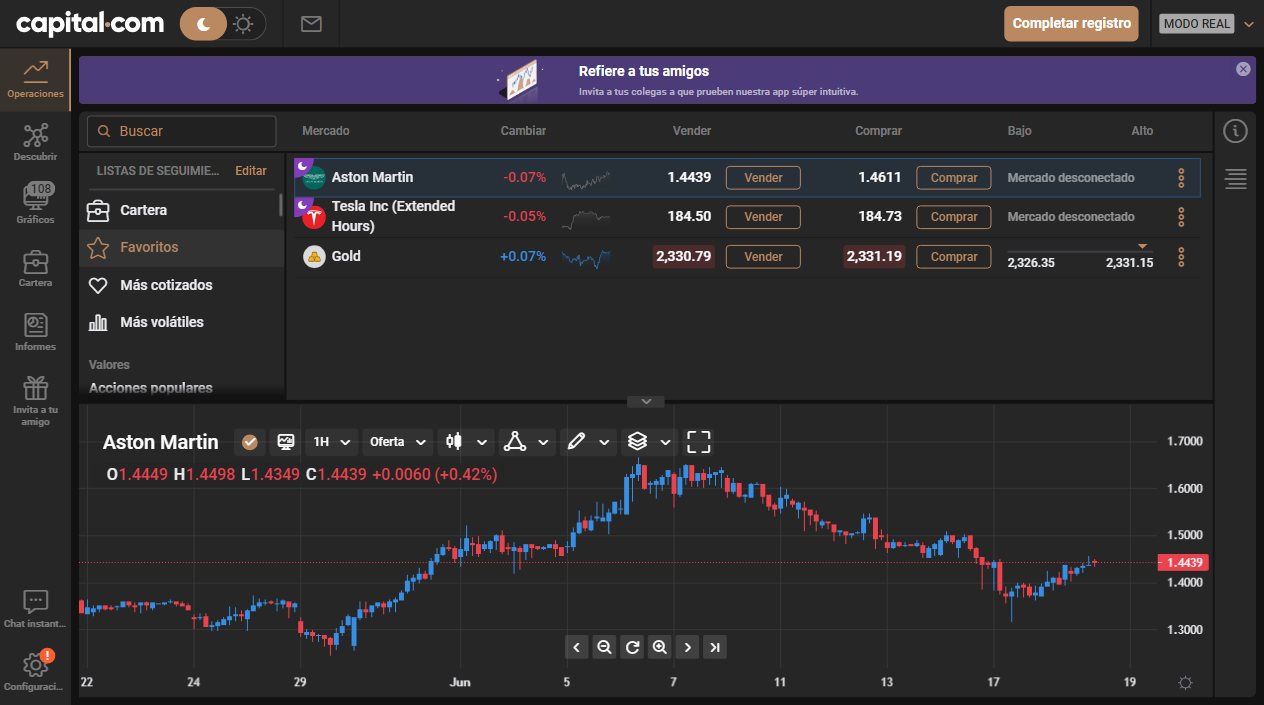 capital.com
Completar registro
MODO REAL
Operaciones
Descubrir
108
Gráficos
Cartera
Informes
Invita a tu
amigo
Chat instant...
!
Configuraci...
Refiere a tus amigos
Invita a tus colegas a que prueben nuestra app súper intuitiva.
Buscar
LISTAS DE SEGUIMIE... Editar
Cartera
Favoritos
Más cotizados
Más volátiles
Valores
Acciones populares
Mercado Cambiar Vender Comprar Bajo Alto
Aston Martin -0.07% 1.4439 Vender 1.4611 Comprar Mercado desconectado
Tesla Inc (Extended
Hours) -0.05% 184.50 Vender 184.73 Comprar Mercado desconectado
Gold +0.07% 2,330.79 Vender 2,331.19 Comprar 2,326.35 2,331.15
Aston Martin 1H Oferta
O1.4449 H1.4498 L1.4349 C1.4439 +0.0060 (+0.42%)
1.7000
1.6000
1.5000
1.4439
1.4000
1.3000
22 24 29 Jun 5 7 11 13 17 19